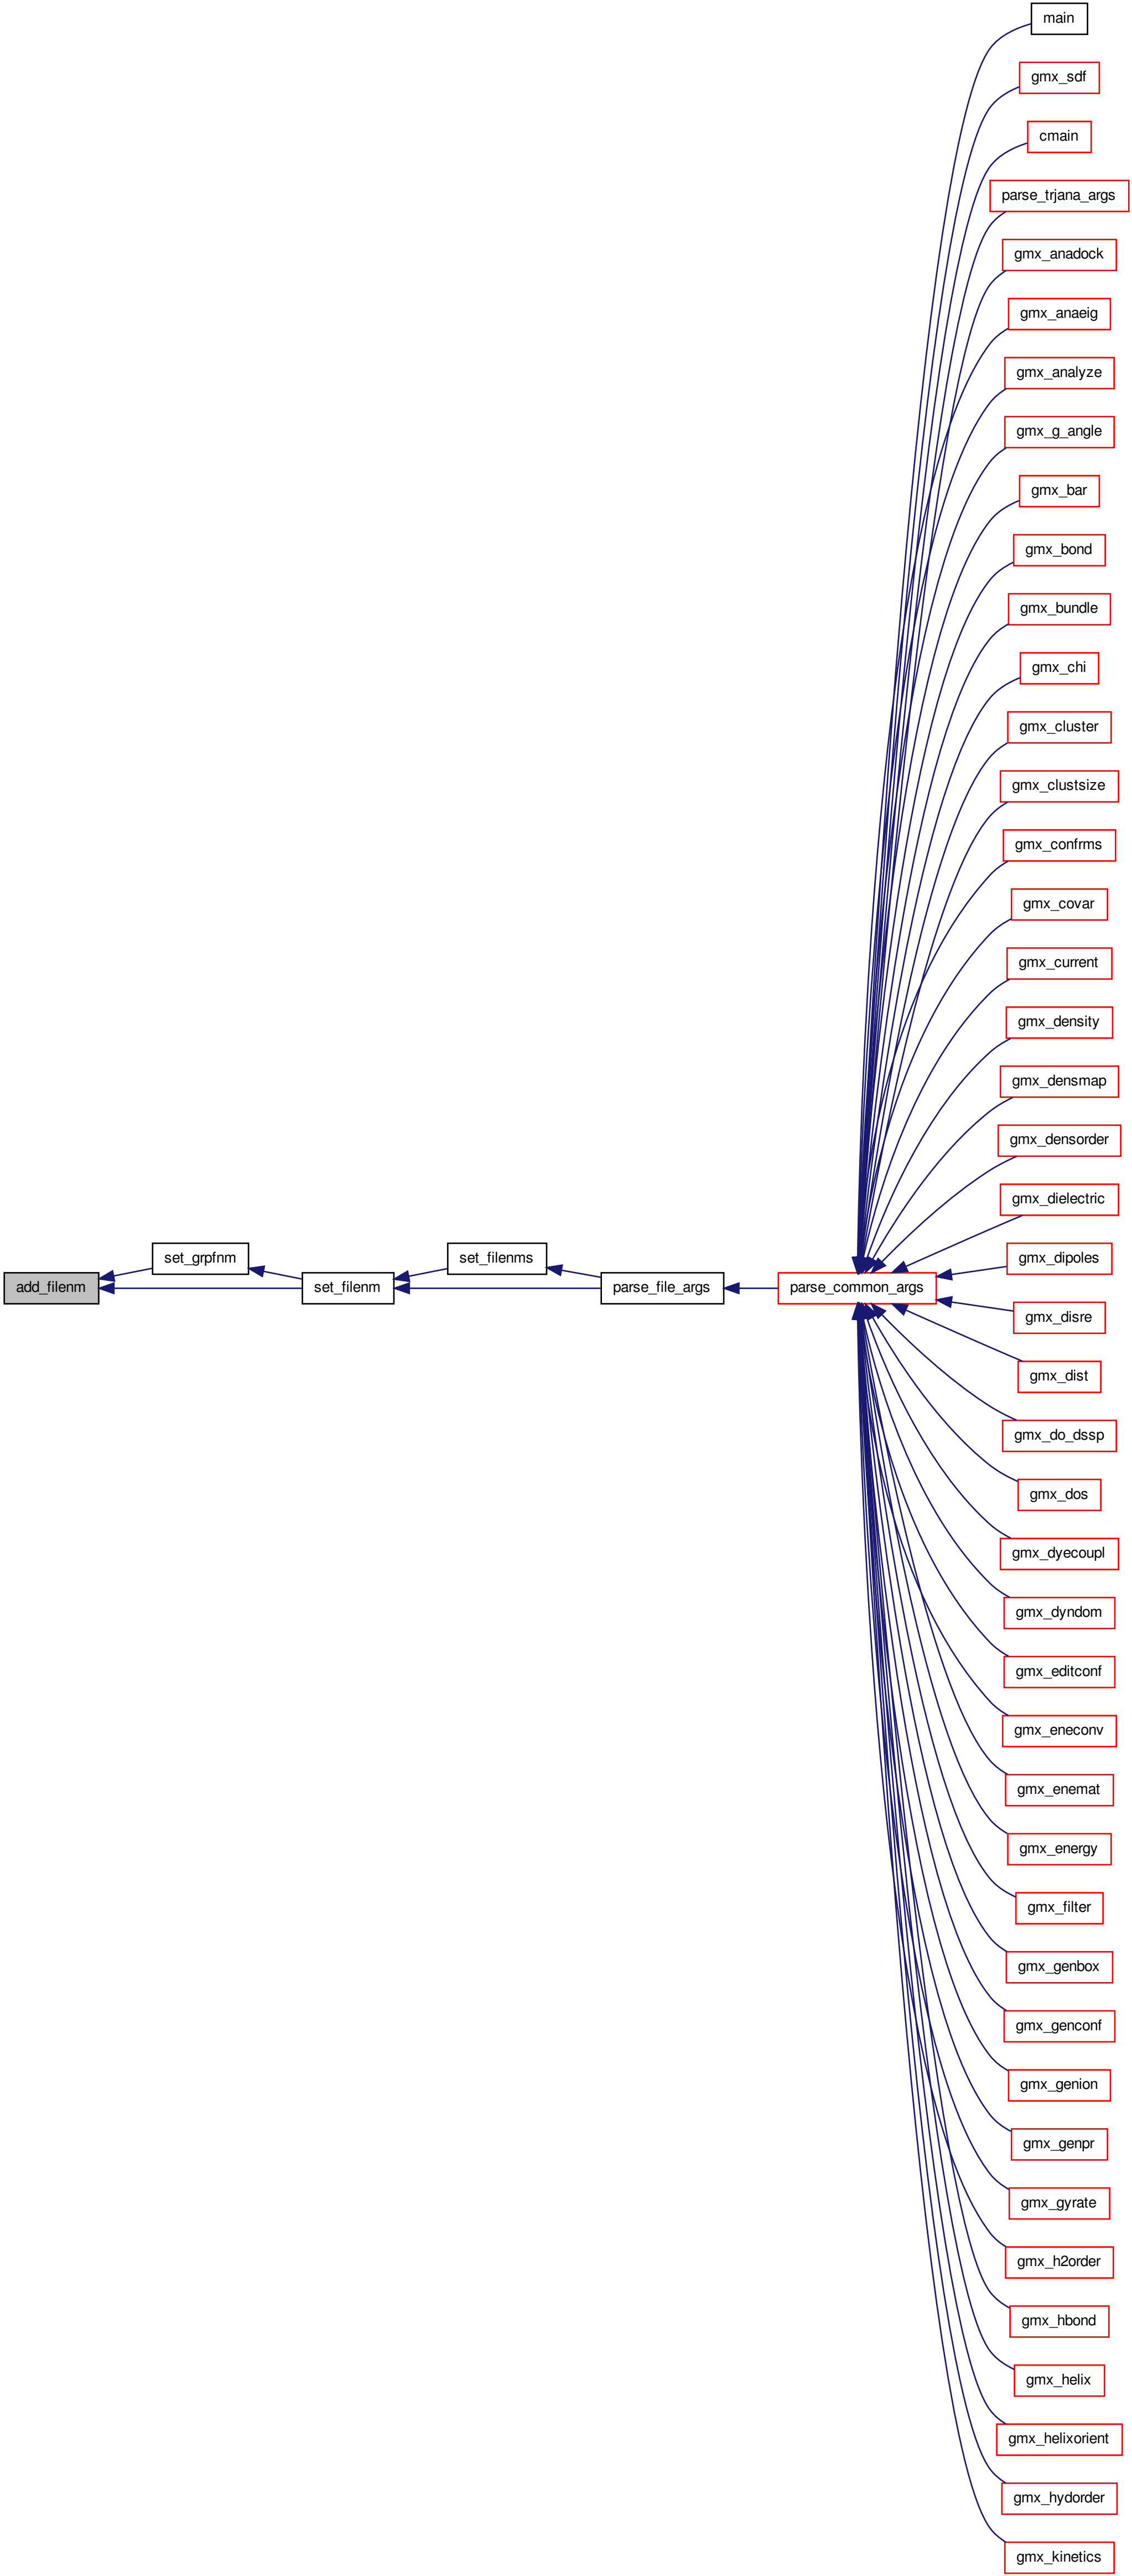 main
gmx_sdf
cmain
parse_trjana_args
gmx_anadock
gmx_anaeig
gmx_analyze
gmx_g_angle
gmx_bar
gmx_bond
gmx_bundle
gmx_chi
gmx_cluster
gmx_clustsize
gmx_confrms
gmx_covar
gmx_current
gmx_density
gmx_densmap
gmx_densorder
gmx_dielectric
set_grpfnm
set_filenms
gmx_dipoles
add_filenm
set_filenm
parse_file_args
parse_common_args
gmx_disre
gmx_dist
gmx_do_dssp
gmx_dos
gmx_dyecoupl
gmx_dyndom
gmx_editconf
gmx_eneconv
gmx_enemat
gmx_energy
gmx_filter
gmx_genbox
gmx_genconf
gmx_genion
gmx_genpr
gmx_gyrate
gmx_h2order
gmx_hbond
gmx_helix
gmx_helixorient
gmx_hydorder
gmx_kinetics